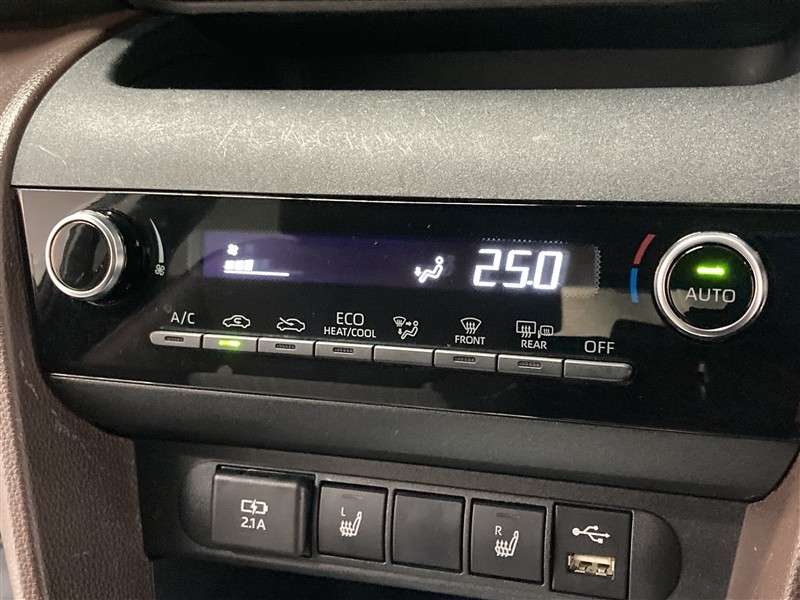 25.0
AUTO
A/C
ECO
HEAT/COOL
FRONT
REAR
OFF
2.1A
L
R